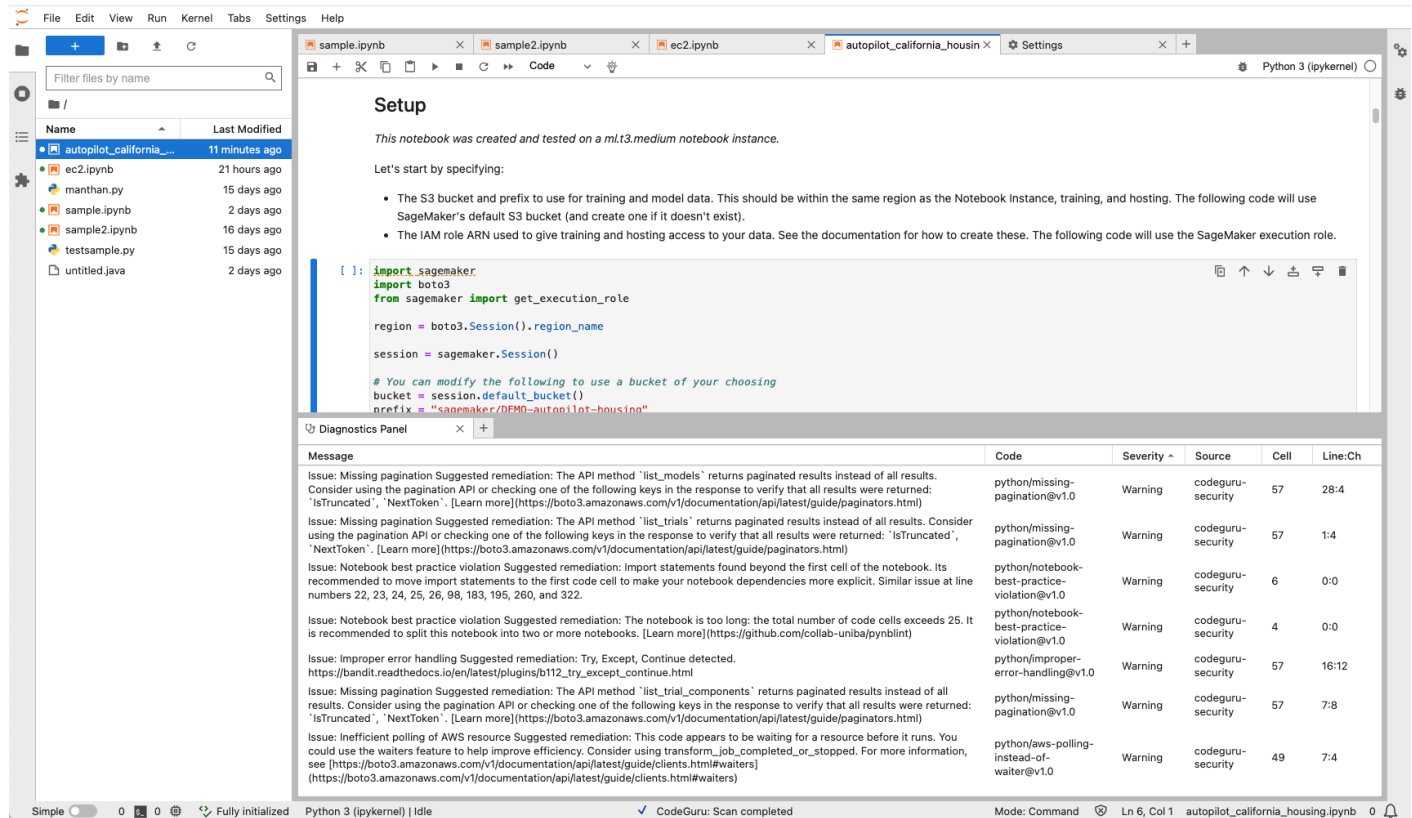 File Edit View Run Kernel Tabs Settings Help
+
Filter files by name
/
Name Last Modified
autopilot_california_... 11 minutes ago
ec2.ipynb 21 hours ago
manthan.py 15 days ago
sample.ipynb 2 days ago
sample2.ipynb 16 days ago
testsample.py 15 days ago
untitled.java 2 days ago
sample.ipynb × sample2.ipynb × ec2.ipynb × autopilot_california_housin × Settings × +
Code Python 3 (ipykernel)
Setup
This notebook was created and tested on a ml.t3.medium notebook instance.
Let's start by specifying:
• The S3 bucket and prefix to use for training and model data. This should be within the same region as the Notebook Instance, training, and hosting. The following code will use
SageMaker's default S3 bucket (and create one if it doesn't exist).
• The IAM role ARN used to give training and hosting access to your data. See the documentation for how to create these. The following code will use the SageMaker execution role.
[ ]: import sagemaker
import boto3
from sagemaker import get_execution_role
region = boto3.Session().region_name
session = sagemaker.Session()
# You can modify the following to use a bucket of your choosing
bucket = session.default_bucket()
prefix = "sagemaker/DEMO-autopilot-housing"
Diagnostics Panel × +
Message Code Severity Source Cell Line:Ch
Issue: Missing pagination Suggested remediation: The API method `list_models` returns paginated results instead of all results.
Consider using the pagination API or checking one of the following keys in the response to verify that all results were returned:
`IsTruncated`, `NextToken`. [Learn more](https://boto3.amazonaws.com/v1/documentation/api/latest/guide/paginators.html)
python/missing-
pagination@v1.0
Warning
codeguru-
security
57
28:4
Issue: Missing pagination Suggested remediation: The API method `list_trials` returns paginated results instead of all results. Consider
using the pagination API or checking one of the following keys in the response to verify that all results were returned: `IsTruncated`,
`NextToken`. [Learn more](https://boto3.amazonaws.com/v1/documentation/api/latest/guide/paginators.html)
python/missing-
pagination@v1.0
Warning
codeguru-
security
57
1:4
Issue: Notebook best practice violation Suggested remediation: Import statements found beyond the first cell of the notebook. Its
recommended to move import statements to the first code cell to make your notebook dependencies more explicit. Similar issue at line
numbers 22, 23, 24, 25, 26, 98, 183, 195, 260, and 322.
python/notebook-
best-practice-
violation@v1.0
Warning
codeguru-
security
6
0:0
Issue: Notebook best practice violation Suggested remediation: The notebook is too long: the total number of code cells exceeds 25. It
is recommended to split this notebook into two or more notebooks. [Learn more](https://github.com/collab-uniba/pynblint)
python/notebook-
best-practice-
violation@v1.0
Warning
codeguru-
security
4
0:0
Issue: Improper error handling Suggested remediation: Try, Except, Continue detected.
https://bandit.readthedocs.io/en/latest/plugins/b112_try_except_continue.html
python/improper-
error-handling@v1.0
Warning
codeguru-
security
57
16:12
Issue: Missing pagination Suggested remediation: The API method `list_trial_components` returns paginated results instead of all
results. Consider using the pagination API or checking one of the following keys in the response to verify that all results were returned:
`IsTruncated`, `NextToken`. [Learn more](https://boto3.amazonaws.com/v1/documentation/api/latest/guide/paginators.html)
python/missing-
pagination@v1.0
Warning
codeguru-
security
57
7:8
Issue: Inefficient polling of AWS resource Suggested remediation: This code appears to be waiting for a resource before it runs. You
could use the waiters feature to help improve efficiency. Consider using transform_job_completed_or_stopped. For more information,
see [https://boto3.amazonaws.com/v1/documentation/api/latest/guide/clients.html#waiters]
(https://boto3.amazonaws.com/v1/documentation/api/latest/guide/clients.html#waiters)
python/aws-polling-
instead-of-
waiter@v1.0
Warning
codeguru-
security
49
7:4
Simple 0 0 Fully initialized Python 3 (ipykernel) | Idle CodeGuru: Scan completed Mode: Command Ln 6, Col 1 autopilot_california_housing.ipynb 0